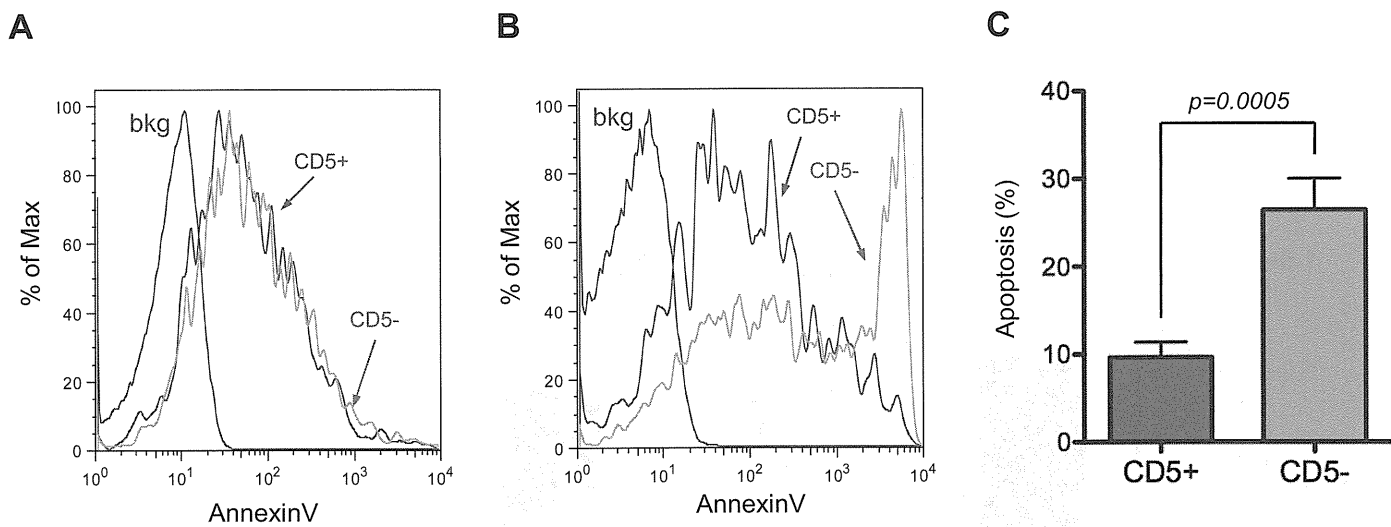 A
B
C
100
80
60
40
20
0
% of Max
bkg
CD5+
CD5-
10^0
10^1
10^2
10^3
10^4
AnnexinV
100
80
60
40
20
0
% of Max
bkg
CD5+
CD5-
10^0
10^1
10^2
10^3
10^4
AnnexinV
40
30
20
10
0
Apoptosis (%)
p=0.0005
CD5+
CD5-